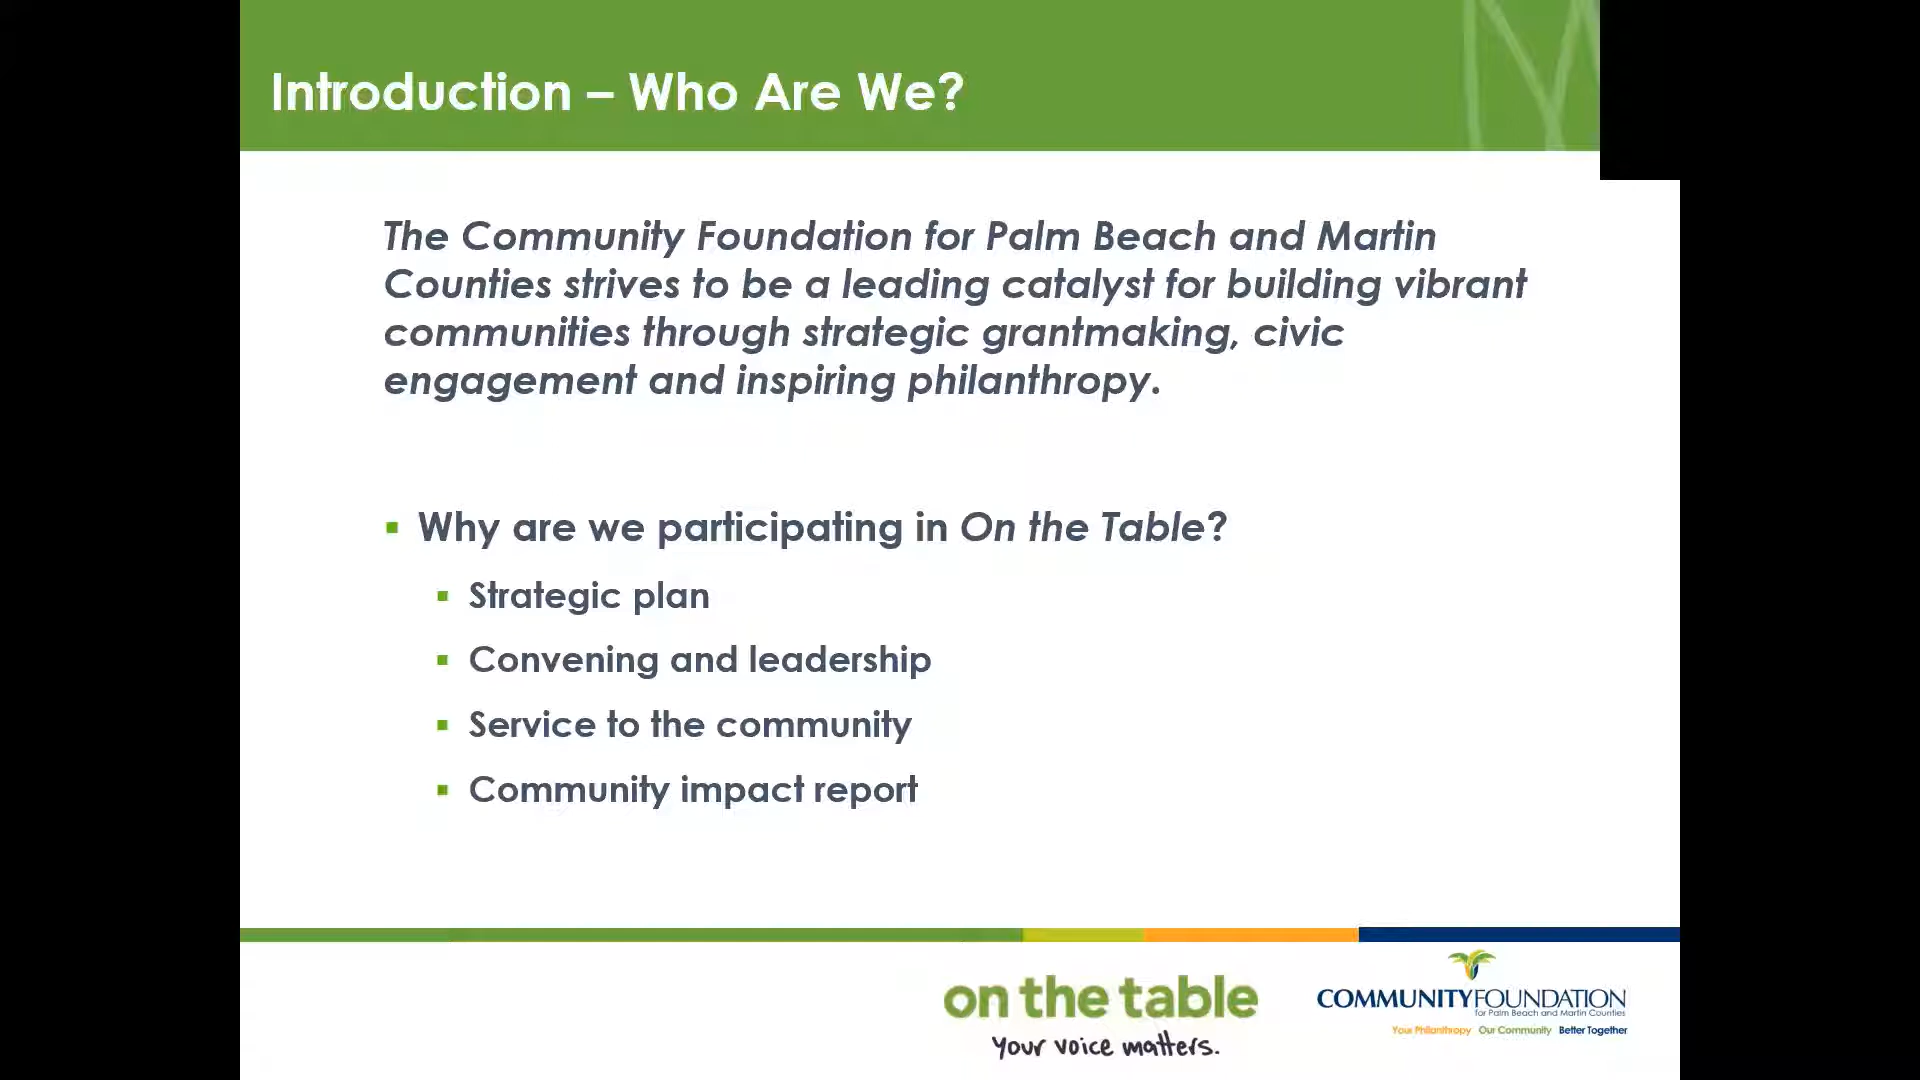 Introduction – Who Are We?
The Community Foundation for Palm Beach and Martin
Counties strives to be a leading catalyst for building vibrant
communities through strategic grantmaking, civic
engagement and inspiring philanthropy.
▪ Why are we participating in On the Table?
▪ Strategic plan
▪ Convening and leadership
▪ Service to the community
▪ Community impact report
on the table
Your voice matters.
COMMUNITYFOUNDATION
for Palm Beach and Martin Counties
Your Philanthropy Our Community Better Together